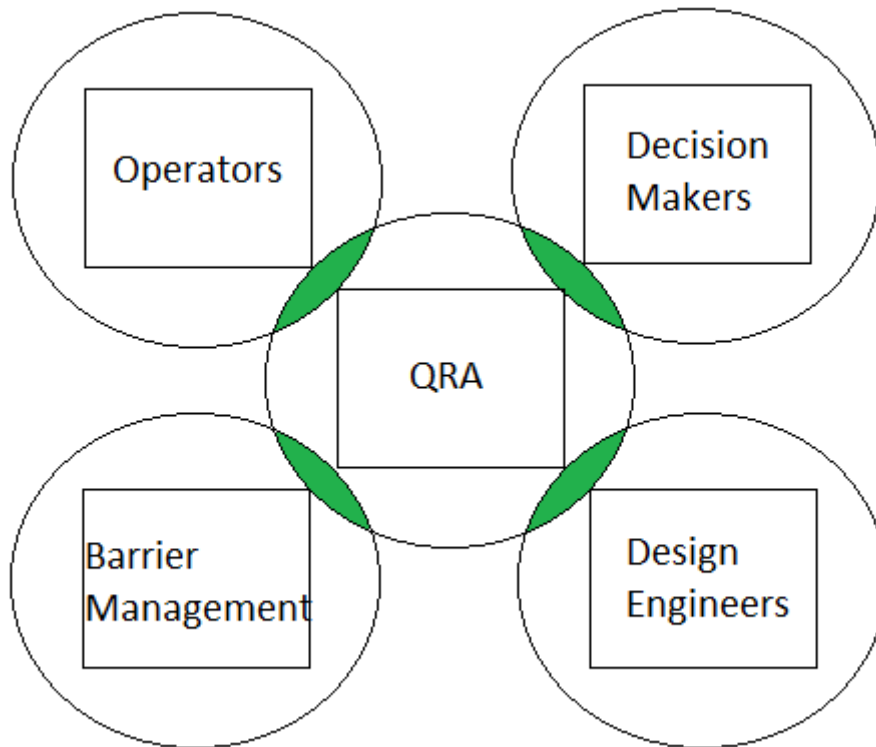 Operators
Decision
Makers
QRA
Barrier
Management
Design
Engineers